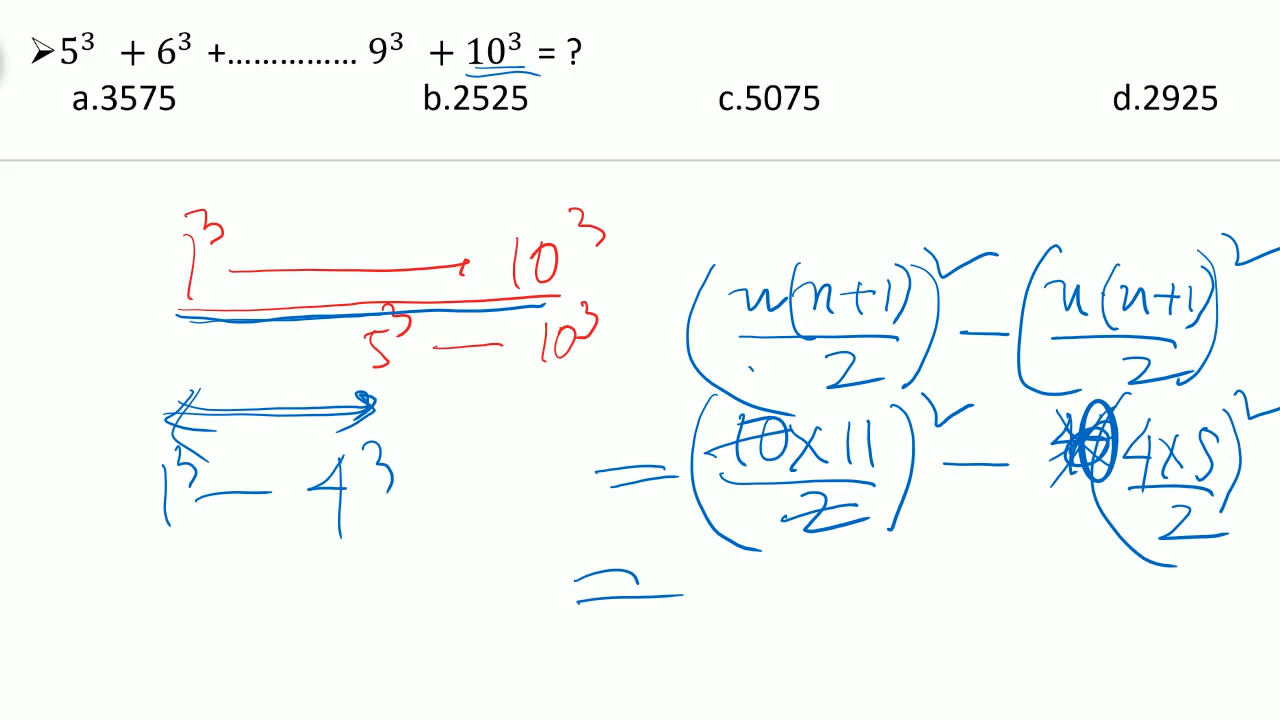 ➢5³ + 6³ +............... 9³ + 10³ = ?
a.3575 b.2525 c.5075 d.2925
1³ — 10³
5³ — 10³
1³ — 4³
(n(n+1)/2)² — (n(n+1)/2)²
= (10×11/2)² — (4×5/2)²
=